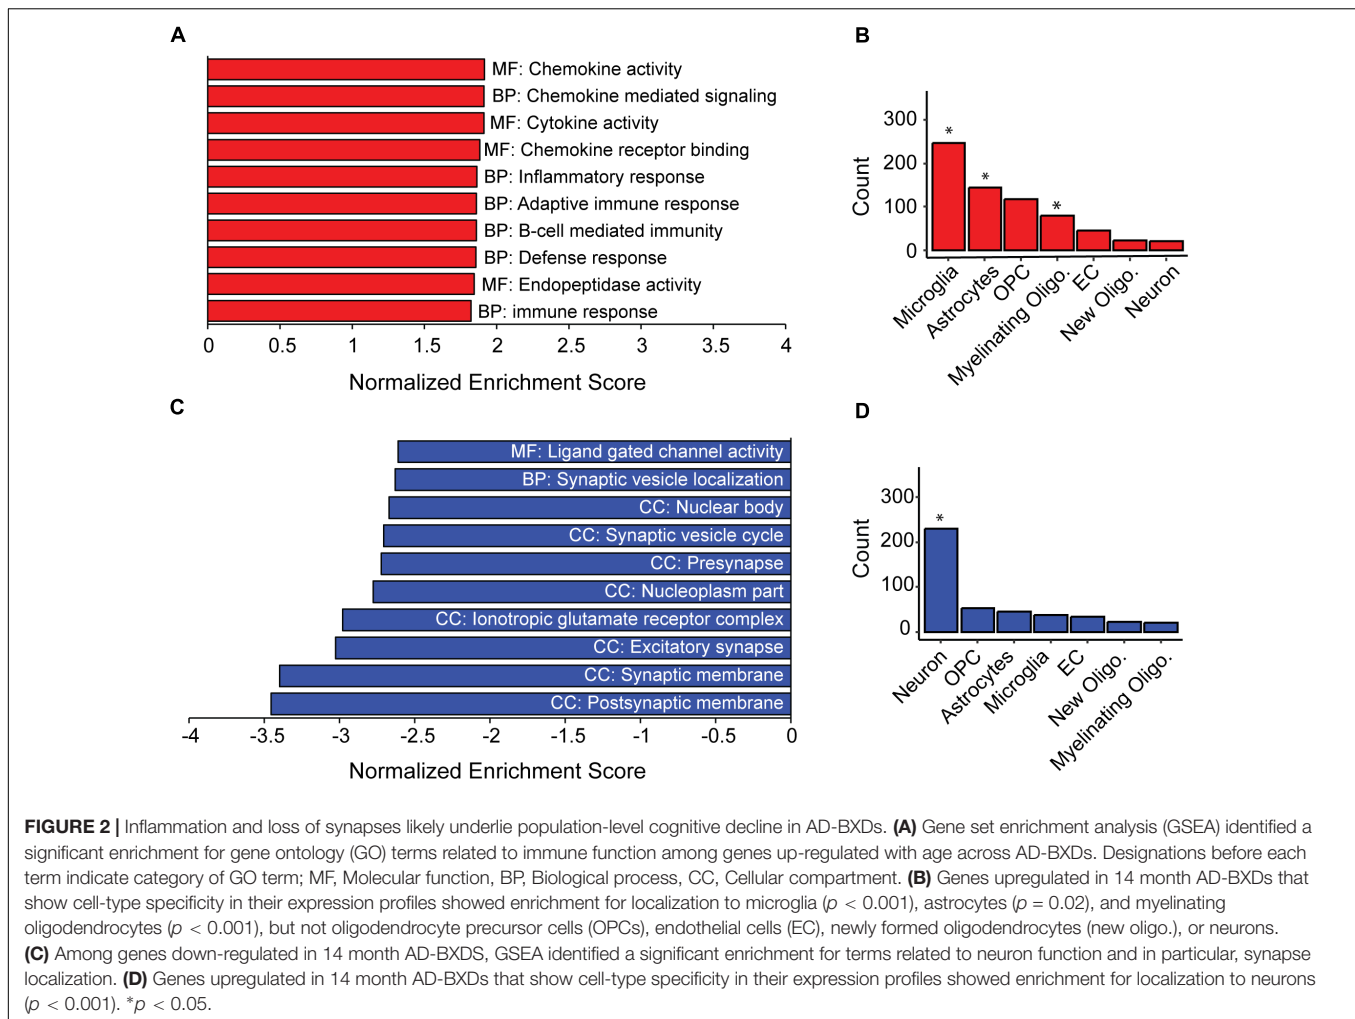 A
MF: Chemokine activity
BP: Chemokine mediated signaling
MF: Cytokine activity
MF: Chemokine receptor binding
BP: Inflammatory response
BP: Adaptive immune response
BP: B-cell mediated immunity
BP: Defense response
MF: Endopeptidase activity
BP: immune response
0 0.5 1 1.5 2 2.5 3 3.5 4
Normalized Enrichment Score
B
Count
300
200
100
0
* * *
Microglia
Astrocytes
OPC
Myelinating Oligo.
EC
New Oligo.
Neuron
C
MF: Ligand gated channel activity
BP: Synaptic vesicle localization
CC: Nuclear body
CC: Synaptic vesicle cycle
CC: Presynapse
CC: Nucleoplasm part
CC: Ionotropic glutamate receptor complex
CC: Excitatory synapse
CC: Synaptic membrane
CC: Postsynaptic membrane
-4 -3.5 -3 -2.5 -2 -1.5 -1 -0.5 0
Normalized Enrichment Score
D
Count
300
200
100
0
*
Neuron
OPC
Astrocytes
Microglia
EC
New Oligo.
Myelinating Oligo.
FIGURE 2 | Inflammation and loss of synapses likely underlie population-level cognitive decline in AD-BXDs. (A) Gene set enrichment analysis (GSEA) identified a
significant enrichment for gene ontology (GO) terms related to immune function among genes up-regulated with age across AD-BXDs. Designations before each
term indicate category of GO term; MF, Molecular function, BP, Biological process, CC, Cellular compartment. (B) Genes upregulated in 14 month AD-BXDs that
show cell-type specificity in their expression profiles showed enrichment for localization to microglia (p < 0.001), astrocytes (p = 0.02), and myelinating
oligodendrocytes (p < 0.001), but not oligodendrocyte precursor cells (OPCs), endothelial cells (EC), newly formed oligodendrocytes (new oligo.), or neurons.
(C) Among genes down-regulated in 14 month AD-BXDS, GSEA identified a significant enrichment for terms related to neuron function and in particular, synapse
localization. (D) Genes upregulated in 14 month AD-BXDs that show cell-type specificity in their expression profiles showed enrichment for localization to neurons
(p < 0.001). *p < 0.05.